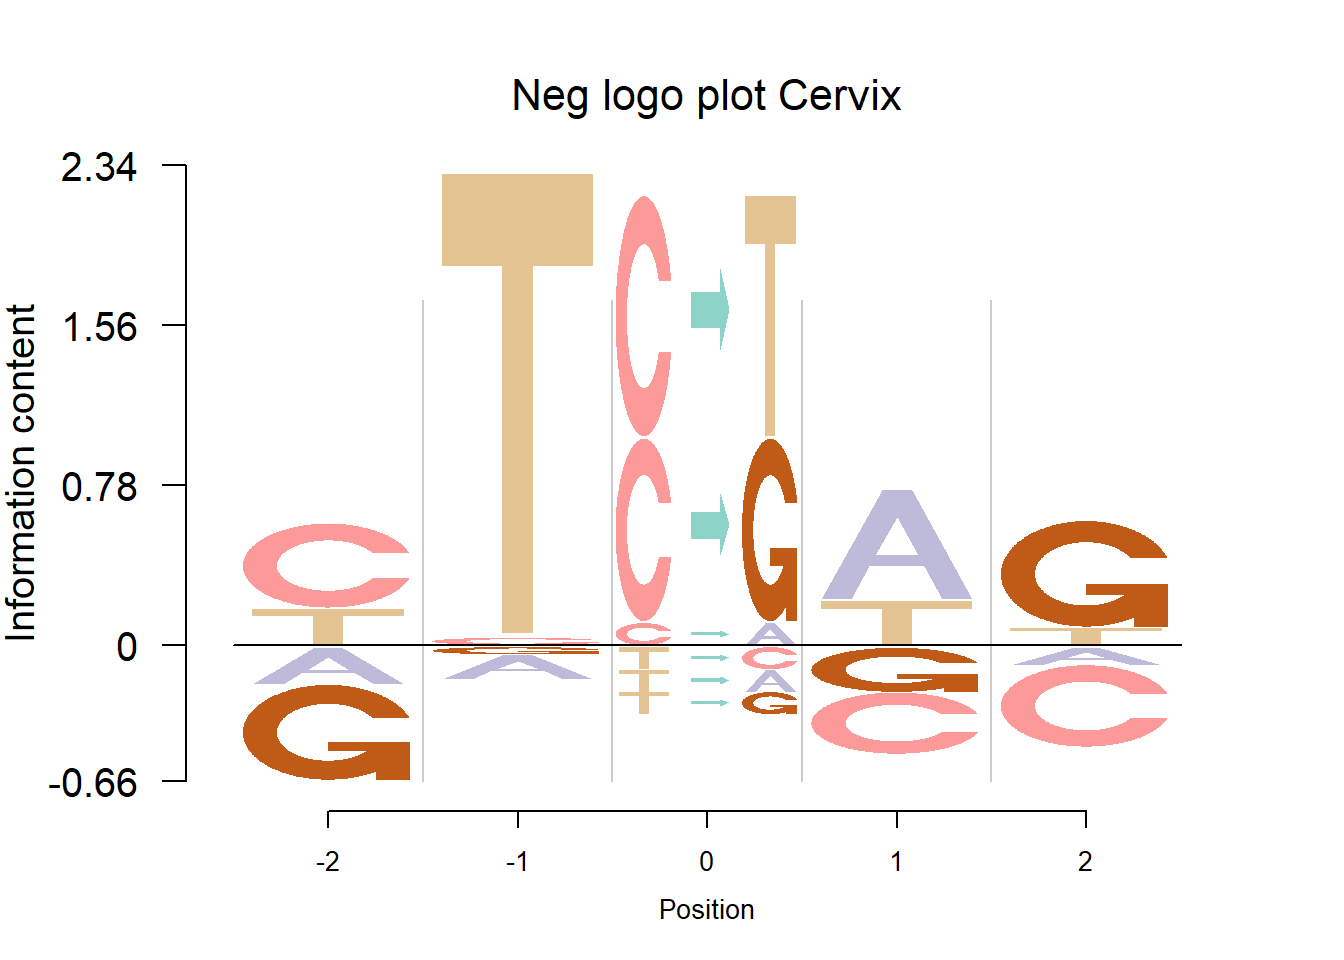 Neg logo plot Cervix
Information content
2.34
1.56
0.78
0
-0.66
C T A G
T C G A
C T
C G
C A
T C
T A
T G
A T G C
G T A C
-2 -1 0 1 2
Position